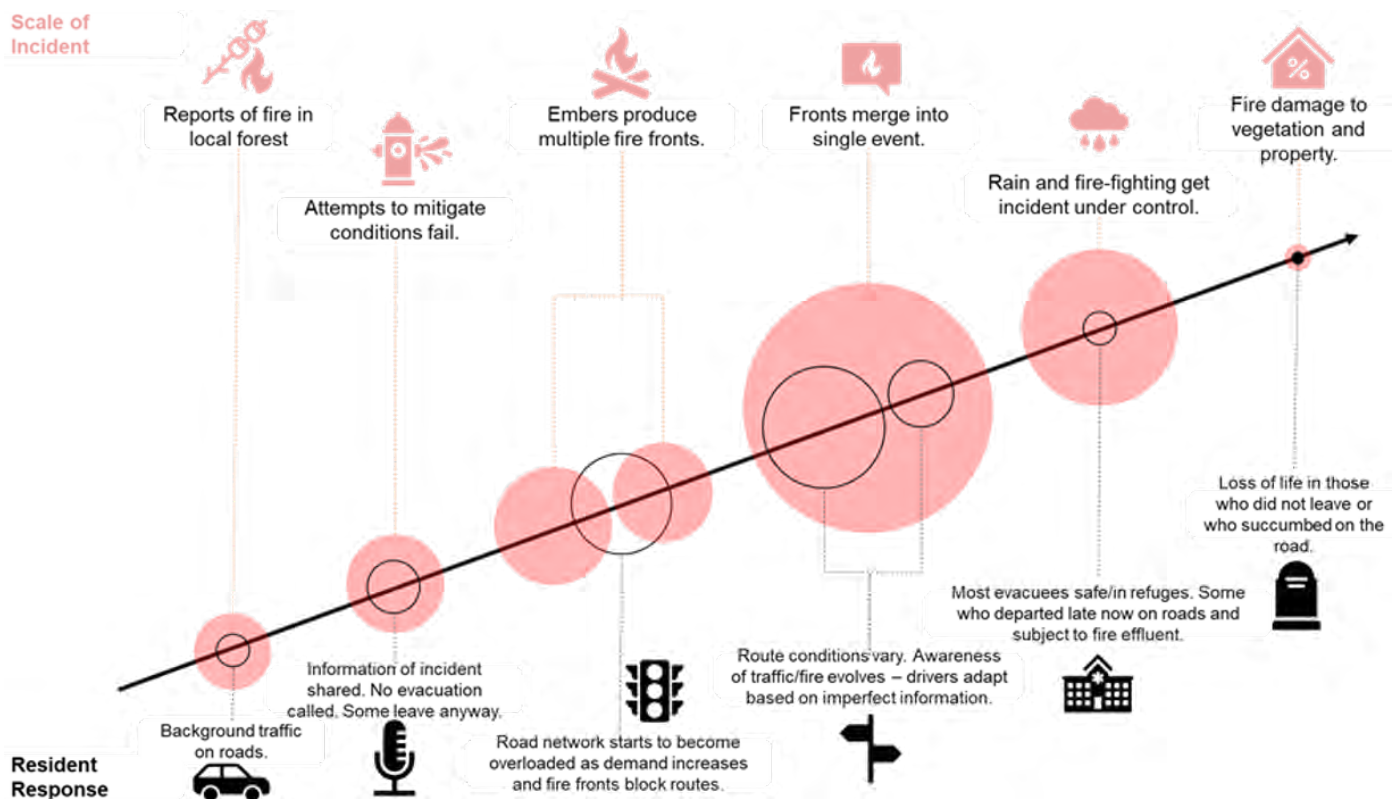 Scale of
Incident
Reports of fire in
local forest
Attempts to mitigate
conditions fail.
Embers produce
multiple fire fronts.
Fronts merge into
single event.
Rain and fire-fighting get
incident under control.
%
Fire damage to
vegetation and
property.
Resident
Response
Background traffic
on roads.
Information of incident
shared. No evacuation
called. Some leave anyway.
Road network starts to become
overloaded as demand increases
and fire fronts block routes.
Route conditions vary. Awareness
of traffic/fire evolves – drivers adapt
based on imperfect information.
Most evacuees safe/in refuges. Some
who departed late now on roads and
subject to fire effluent.
Loss of life in those
who did not leave or
who succumbed on the
road.